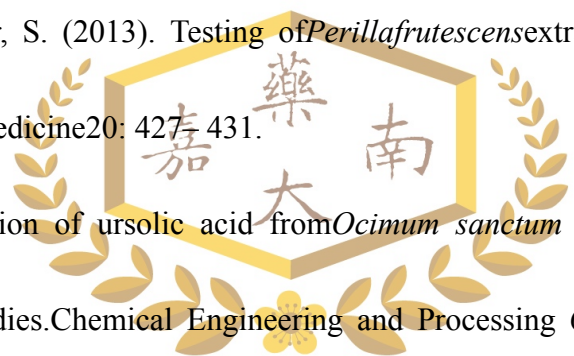 , S. (2013). Testing ofPerillafrutescensextr
edicine20: 427– 431.
ion of ursolic acid fromOcimum sanctum
dies.Chemical Engineering and Processing
藥
嘉 南
大